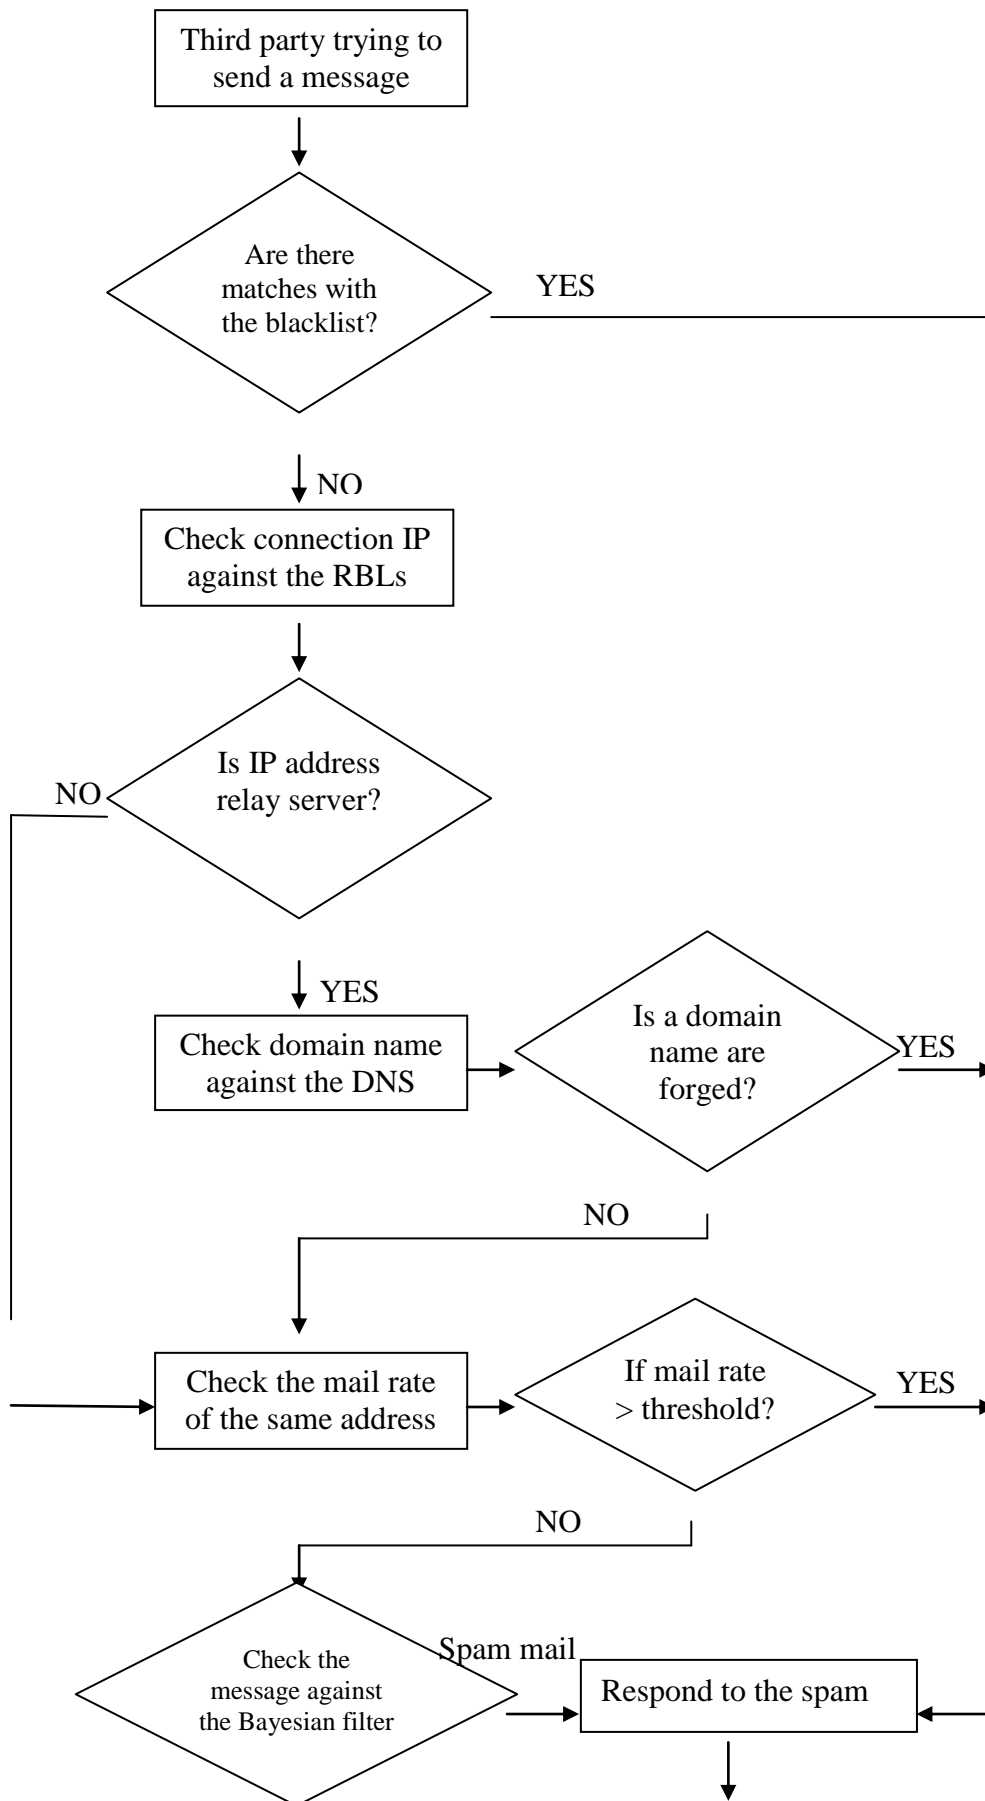 Third party trying to
send a message
Are there
matches with
the blacklist?
YES
NO
Check connection IP
against the RBLs
Is IP address
relay server?
NO
YES
Check domain name
against the DNS
Is a domain
name are
forged?
YES
NO
Check the mail rate
of the same address
If mail rate
> threshold?
YES
NO
Check the
message against
the Bayesian filter
Spam mail
Respond to the spam